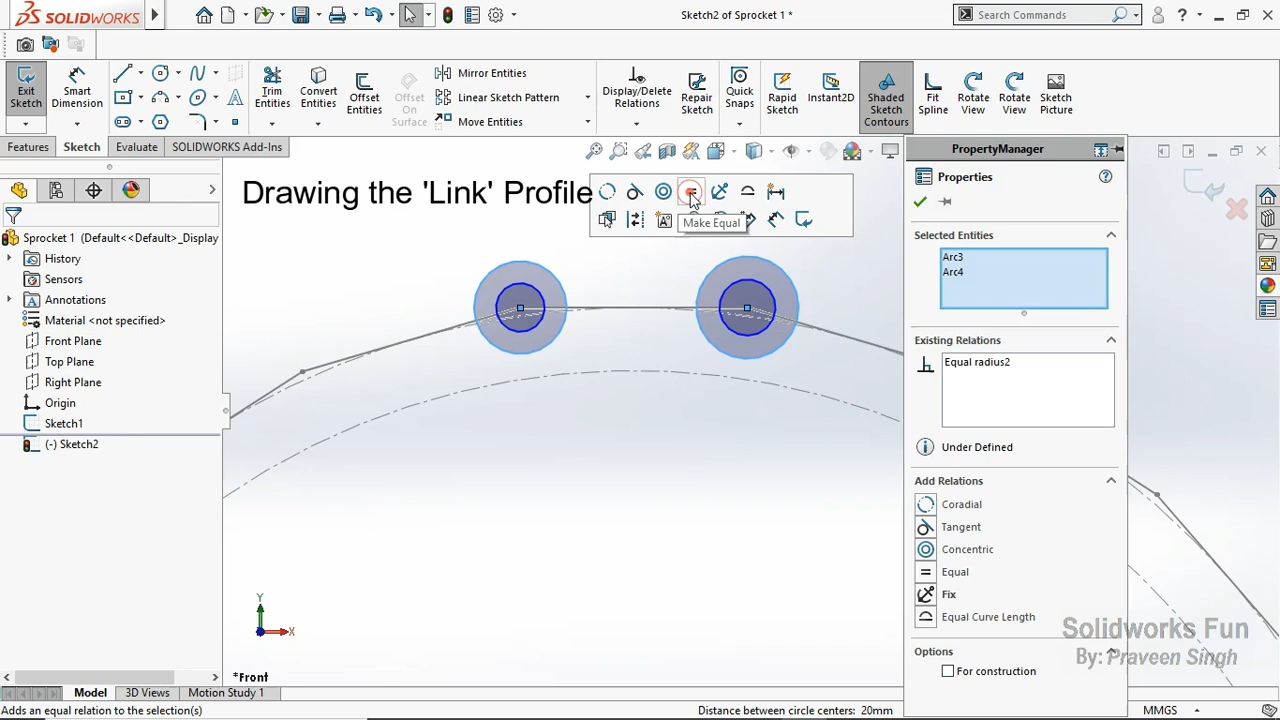 SOLIDWORKS
Sketch2 of Sprocket 1 *
Search Commands
?
Exit Sketch
Smart Dimension
Trim Entities
Convert Entities
Offset Entities
Offset On Surface
Mirror Entities
Linear Sketch Pattern
Move Entities
Display/Delete Relations
Repair Sketch
Quick Snaps
Rapid Sketch
Instant2D
Shaded Sketch Contours
Fit Spline
Rotate View
Rotate View
Sketch Picture
Features
Sketch
Evaluate
SOLIDWORKS Add-Ins
Sprocket 1 (Default<<Default>_Display
History
Sensors
Annotations
Material <not specified>
Front Plane
Top Plane
Right Plane
Origin
Sketch1
(-) Sketch2
Drawing the 'Link' Profile
Make Equal
PropertyManager
Properties
Selected Entities
Arc3
Arc4
Existing Relations
Equal radius2
Under Defined
Add Relations
Coradial
Tangent
Concentric
Equal
Fix
Equal Curve Length
Options
For construction
Y
X
*Front
Solidworks Fun
By: Praveen Singh
Model
3D Views
Motion Study 1
Adds an equal relation to the selection(s)
Distance between circle centers: 20mm
MMGS